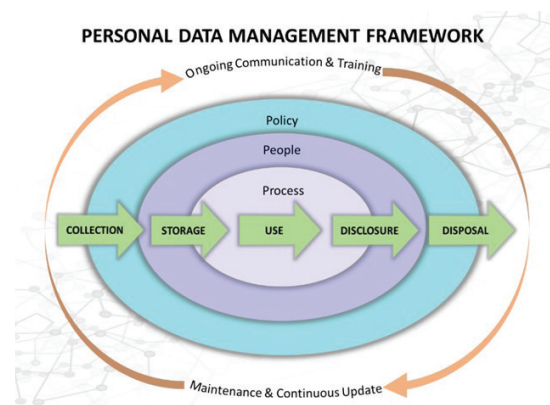 PERSONAL DATA MANAGEMENT FRAMEWORK
Ongoing Communication & Training
Policy
People
Process
COLLECTION
STORAGE
USE
DISCLOSURE
DISPOSAL
Maintenance & Continuous Update